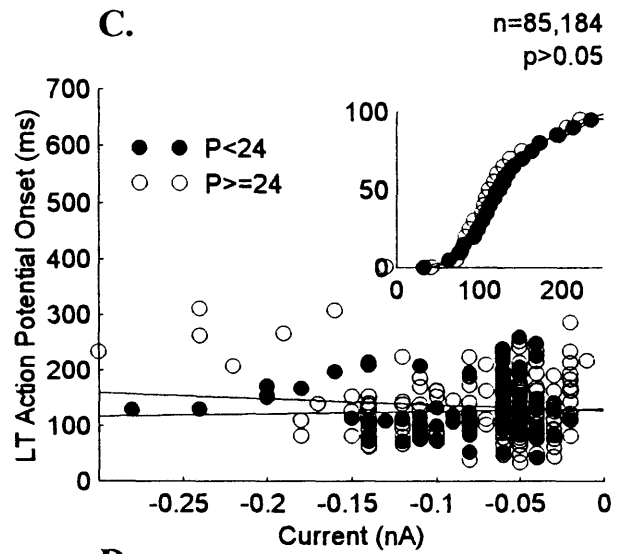 C.
n=85,184
p>0.05
LT Action Potential Onset (ms)
700
600
500
400
300
200
100
0
P<24
P>=24
100
50
0
0 100 200
-0.25 -0.2 -0.15 -0.1 -0.05 0
Current (nA)